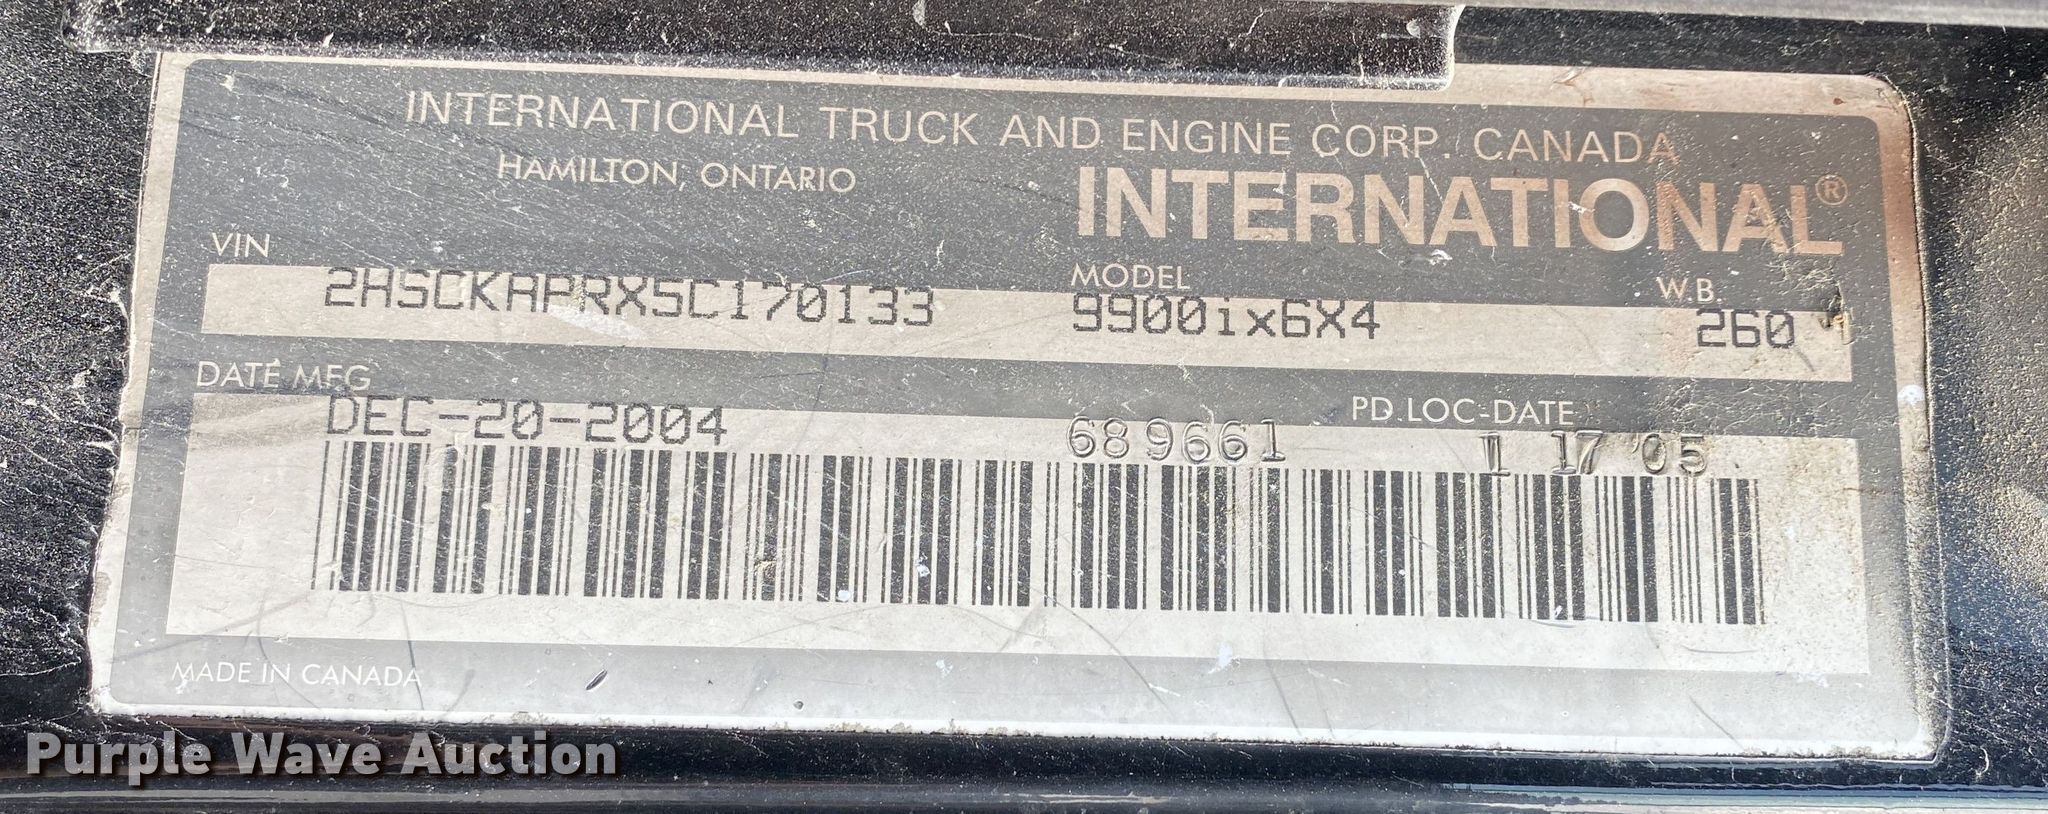 INTERNATIONAL TRUCK AND ENGINE CORP. CANADA
HAMILTON, ONTARIO
INTERNATIONAL®
VIN
MODEL
W.B.
2HSCKAPRX5C170133
9900ix6X4
260
DATE MFG
PD.LOC-DATE
DEC-20-2004
689661
1 17 '05
MADE IN CANADA
Purple Wave Auction